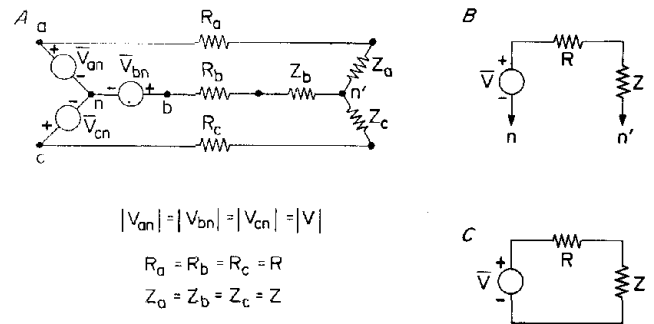 A
a
R_a
+
V̅_an
-
V̅_bn
R_b
Z_b
Z_a
n
- +
b
n'
-
+
V̅_cn
R_c
Z_c
c
|V_an| = |V_bn| = |V_cn| = |V|
R_a = R_b = R_c = R
Z_a = Z_b = Z_c = Z
B
+
R
V̅
Z
-
n
n'
C
+
R
V̅
Z
-